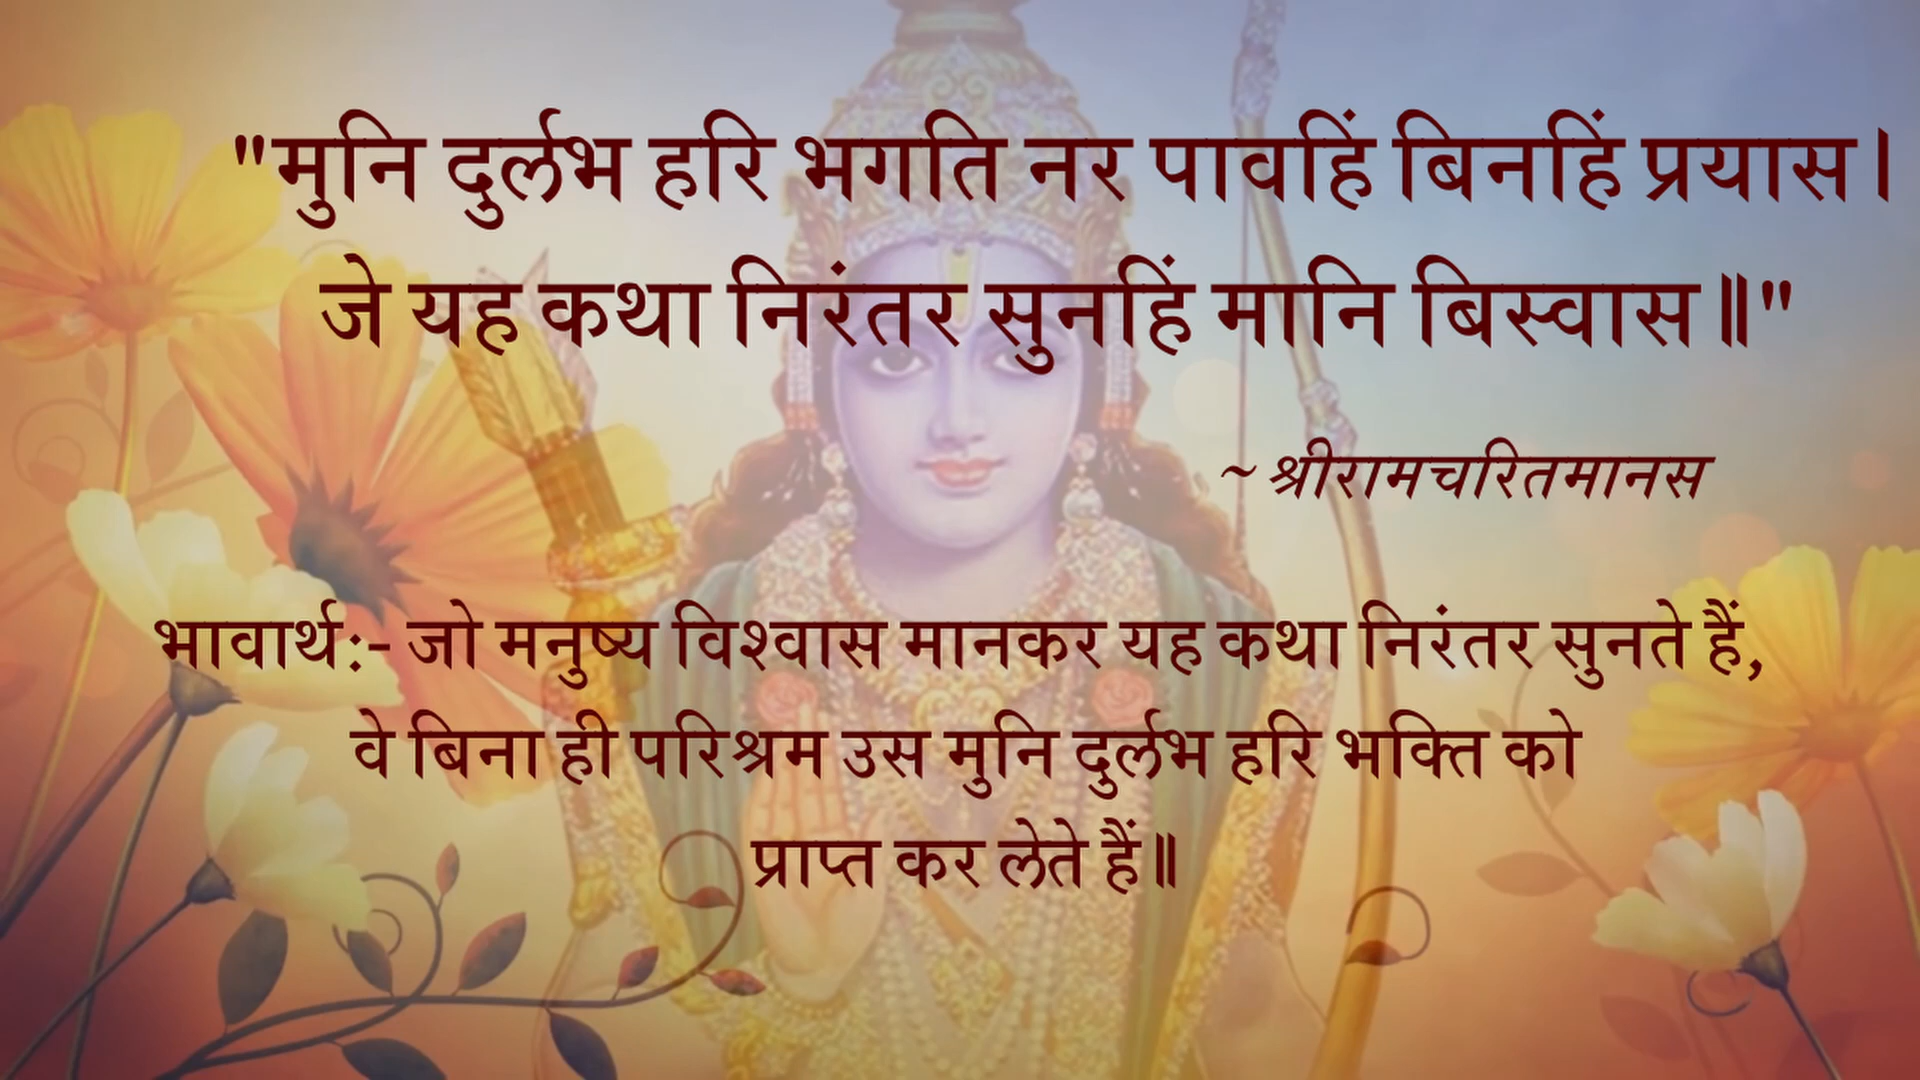 "मुनि दुर्लभ हरि भगति नर पावहिं बिनहिं प्रयास।
जे यह कथा निरंतर सुनहिं मानि बिस्वास॥"
~श्रीरामचरितमानस
भावार्थ:- जो मनुष्य विश्वास मानकर यह कथा निरंतर सुनते हैं,
वे बिना ही परिश्रम उस मुनि दुर्लभ हरि भक्ति को
प्राप्त कर लेते हैं॥